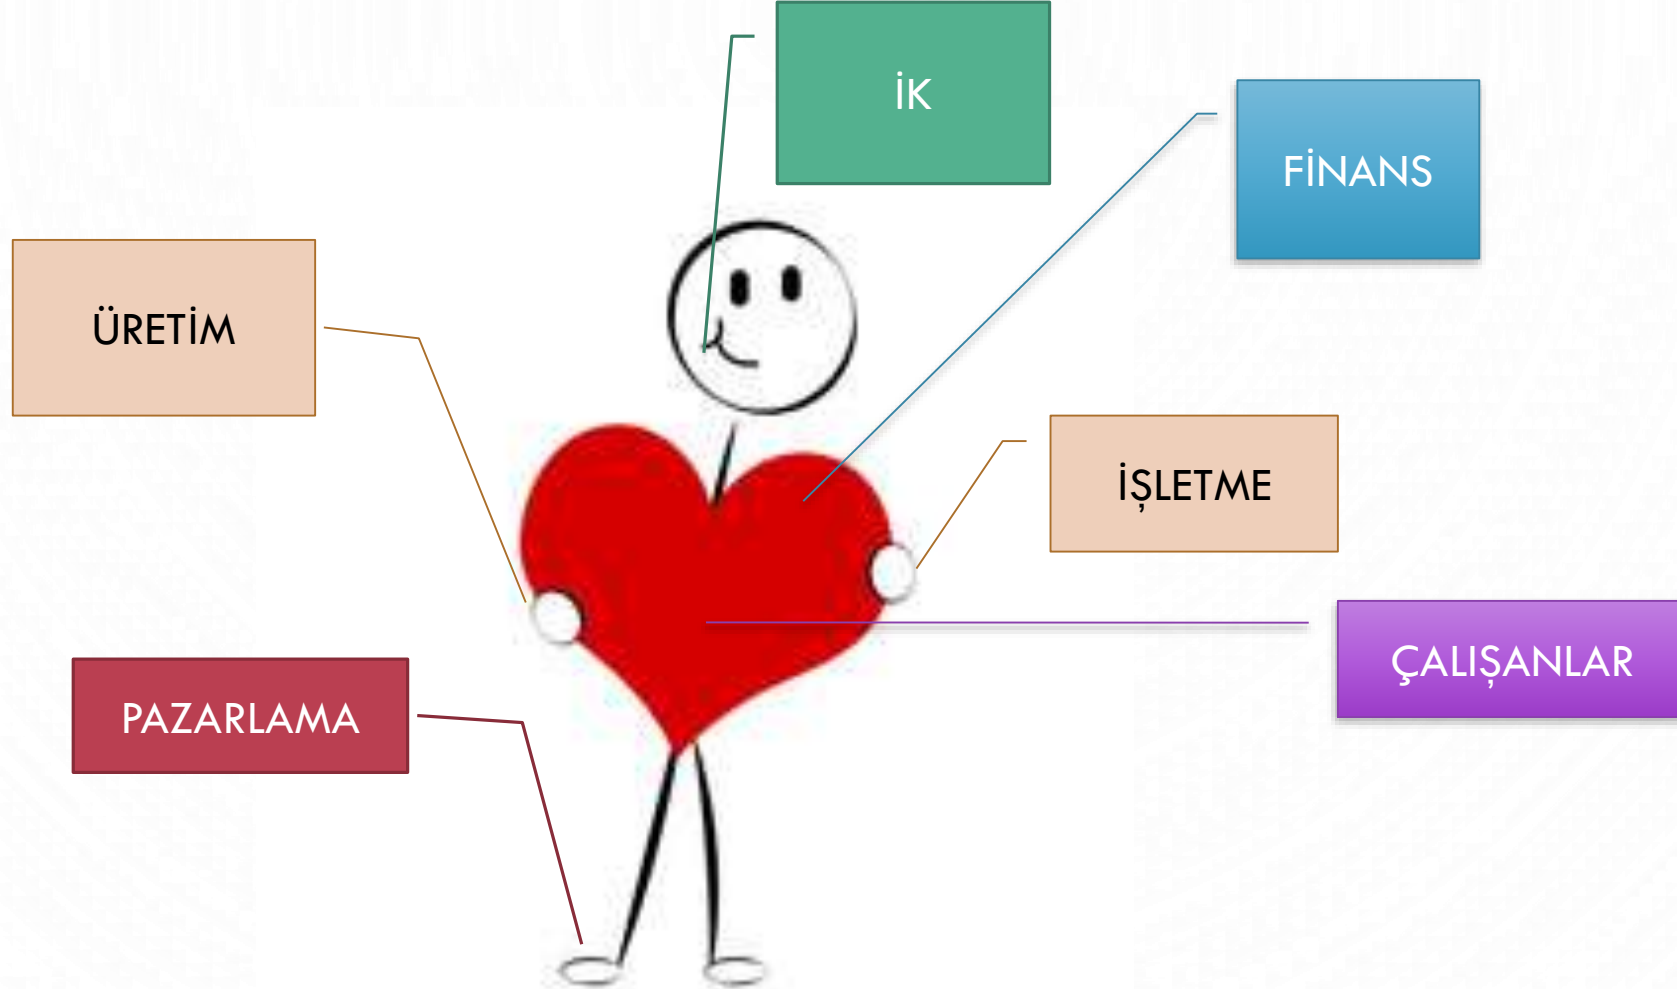 İK
FİNANS
ÜRETİM
İŞLETME
ÇALIŞANLAR
PAZARLAMA